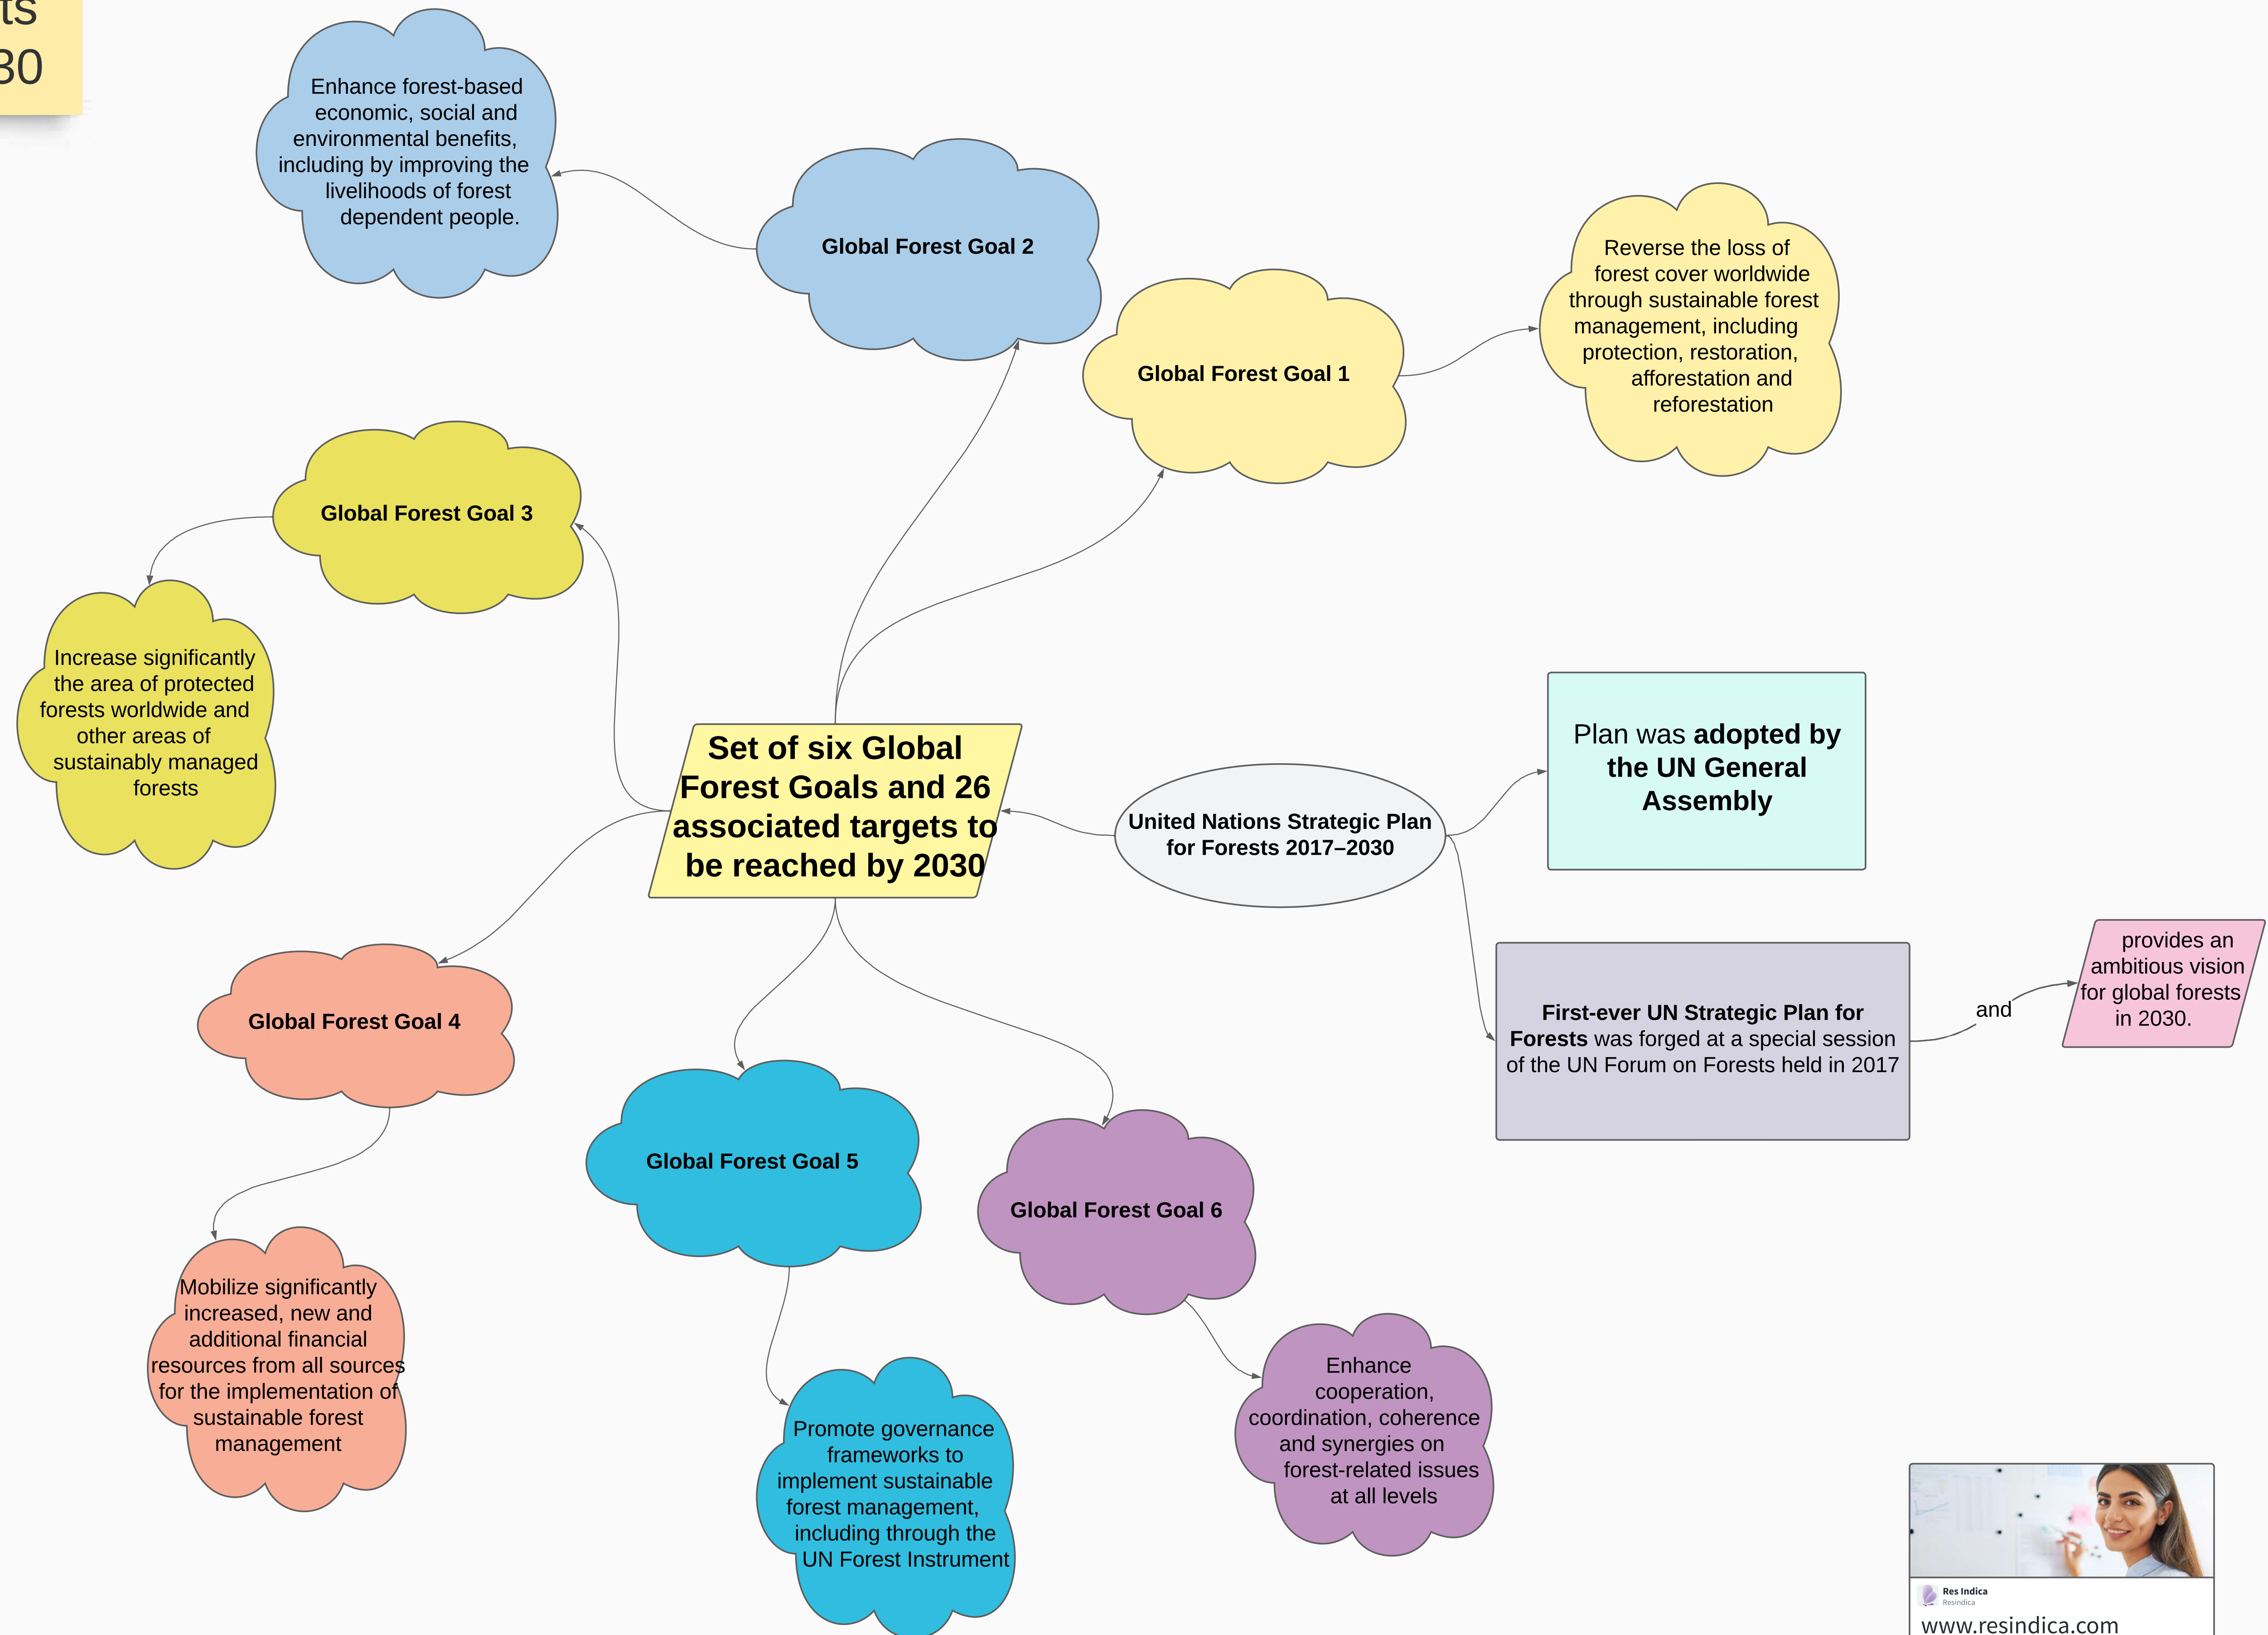 ts
30
Enhance forest-based
economic, social and
environmental benefits,
including by improving the
livelihoods of forest
dependent people.
Global Forest Goal 2
Global Forest Goal 1
Reverse the loss of
forest cover worldwide
through sustainable forest
management, including
protection, restoration,
afforestation and
reforestation
Global Forest Goal 3
Increase significantly
the area of protected
forests worldwide and
other areas of
sustainably managed
forests
Set of six Global
Forest Goals and 26
associated targets to
be reached by 2030
United Nations Strategic Plan
for Forests 2017–2030
Plan was adopted by
the UN General
Assembly
First-ever UN Strategic Plan for
Forests was forged at a special session
of the UN Forum on Forests held in 2017
and
provides an
ambitious vision
for global forests
in 2030.
Global Forest Goal 4
Mobilize significantly
increased, new and
additional financial
resources from all sources
for the implementation of
sustainable forest
management
Global Forest Goal 5
Promote governance
frameworks to
implement sustainable
forest management,
including through the
UN Forest Instrument
Global Forest Goal 6
Enhance
cooperation,
coordination, coherence
and synergies on
forest-related issues
at all levels
Res Indica
Resindica
www.resindica.com